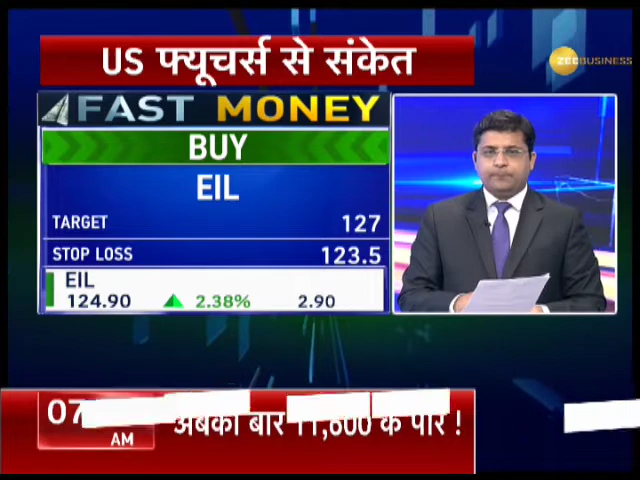 US फ्यूचर्स से संकेत
ZEE BUSINESS
FAST MONEY
BUY
EIL
TARGET 127
STOP LOSS 123.5
EIL
124.90 2.38% 2.90
07
AM
अबकी बार 11,600 के पार !